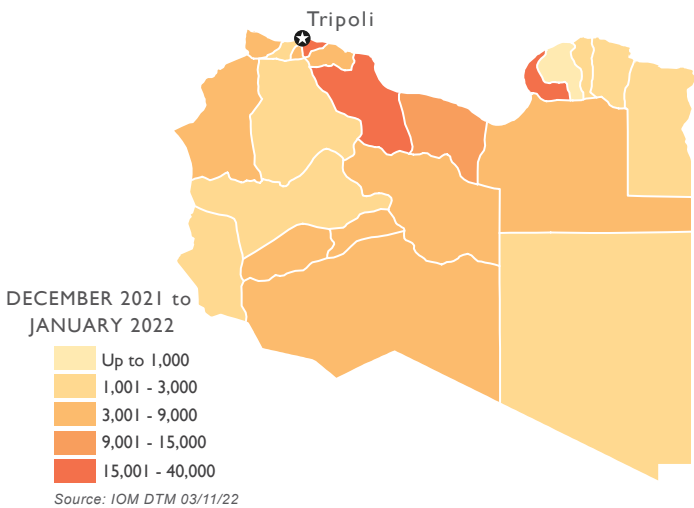 Tripoli
DECEMBER 2021 to
JANUARY 2022
Up to 1,000
1,001 - 3,000
3,001 - 9,000
9,001 - 15,000
15,001 - 40,000
Source: IOM DTM 03/11/22